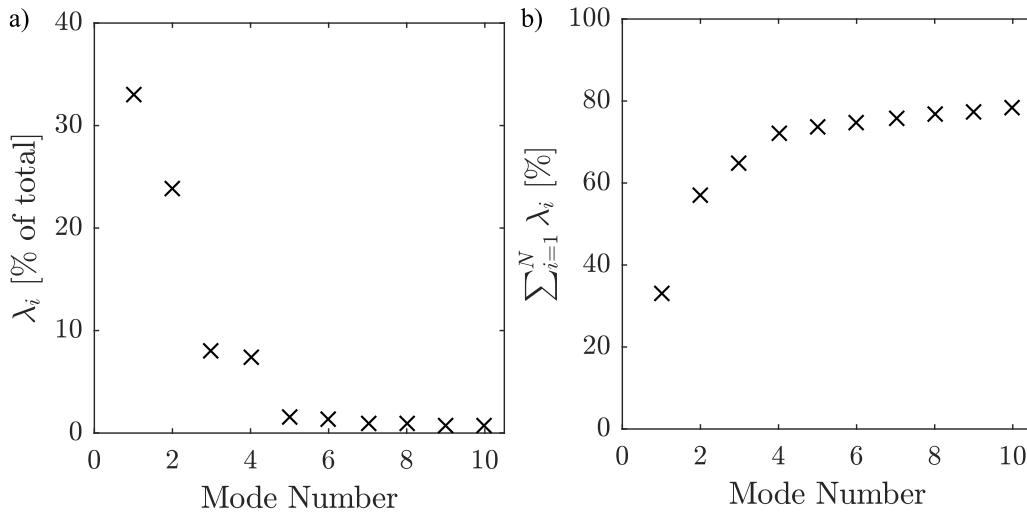 a)
40
30
20
10
0
λ_i [% of total]
0 2 4 6 8 10
Mode Number
b)
100
80
60
40
20
0
∑_{i=1}^{N} λ_i [%]
0 2 4 6 8 10
Mode Number